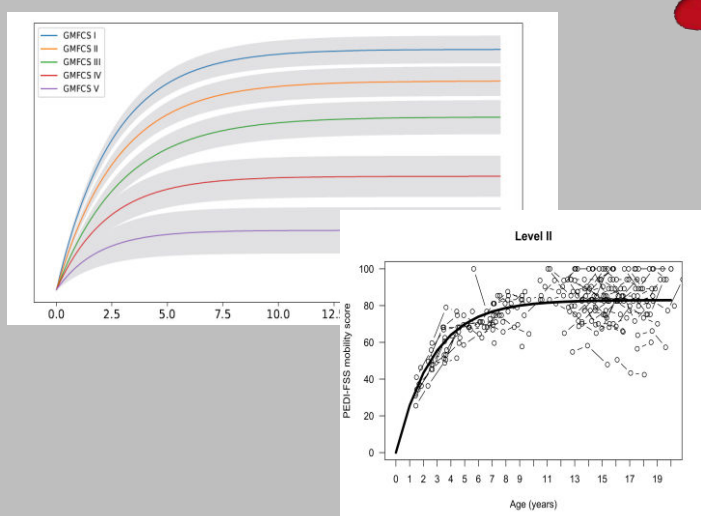 GMFCS I
GMFCS II
GMFCS III
GMFCS IV
GMFCS V
0.0 2.5 5.0 7.5 10.0 12.
Level II
PEDI-FSS mobility score
100
80
60
40
20
0
0 1 2 3 4 5 6 7 8 9 11 13 15 17 19
Age (years)